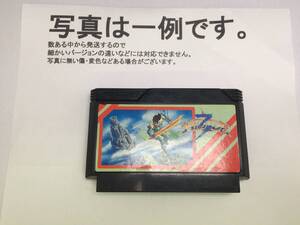 写真は一例です。
数ある中から発送するので
細かいバージョンの違いなどには対応できません。
写真に無い傷・変色などある場合がございます。